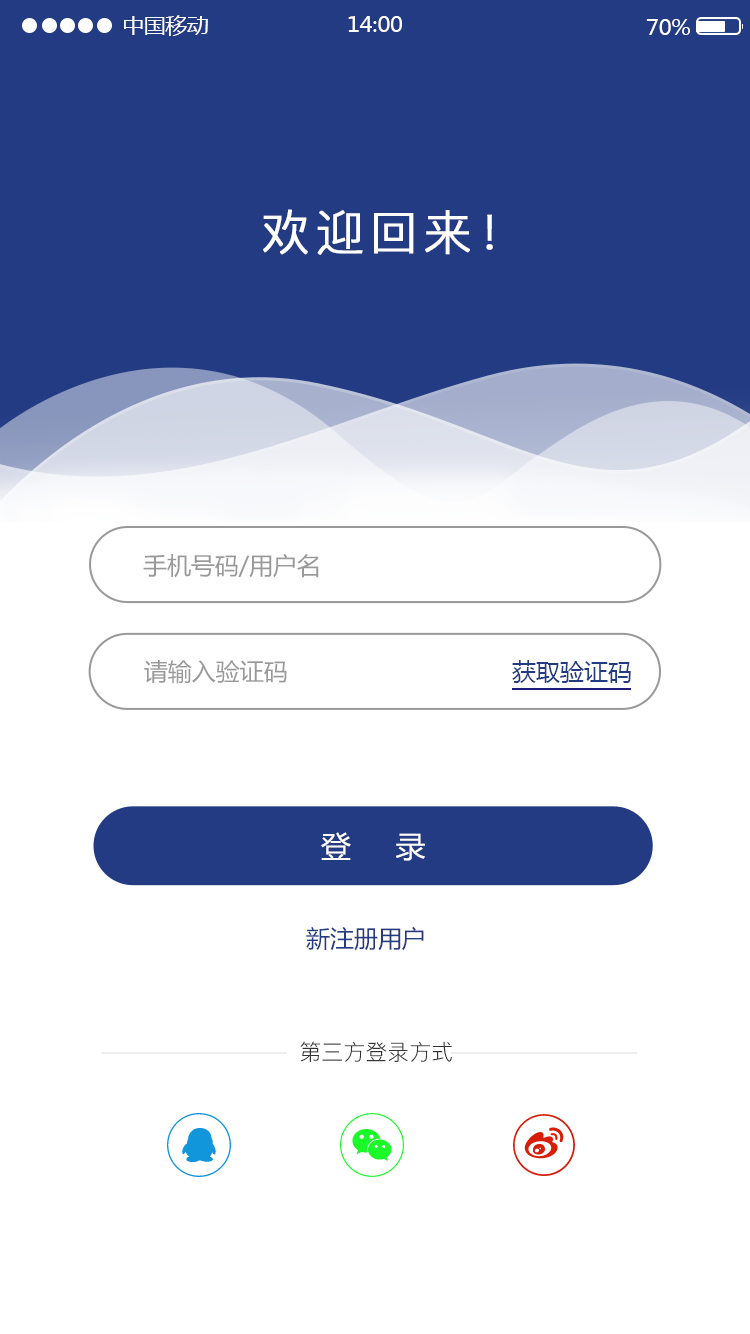 中国移动 14:00 70%
欢迎回来!
手机号码/用户名
请输入验证码 获取验证码
登 录
新注册用户
第三方登录方式